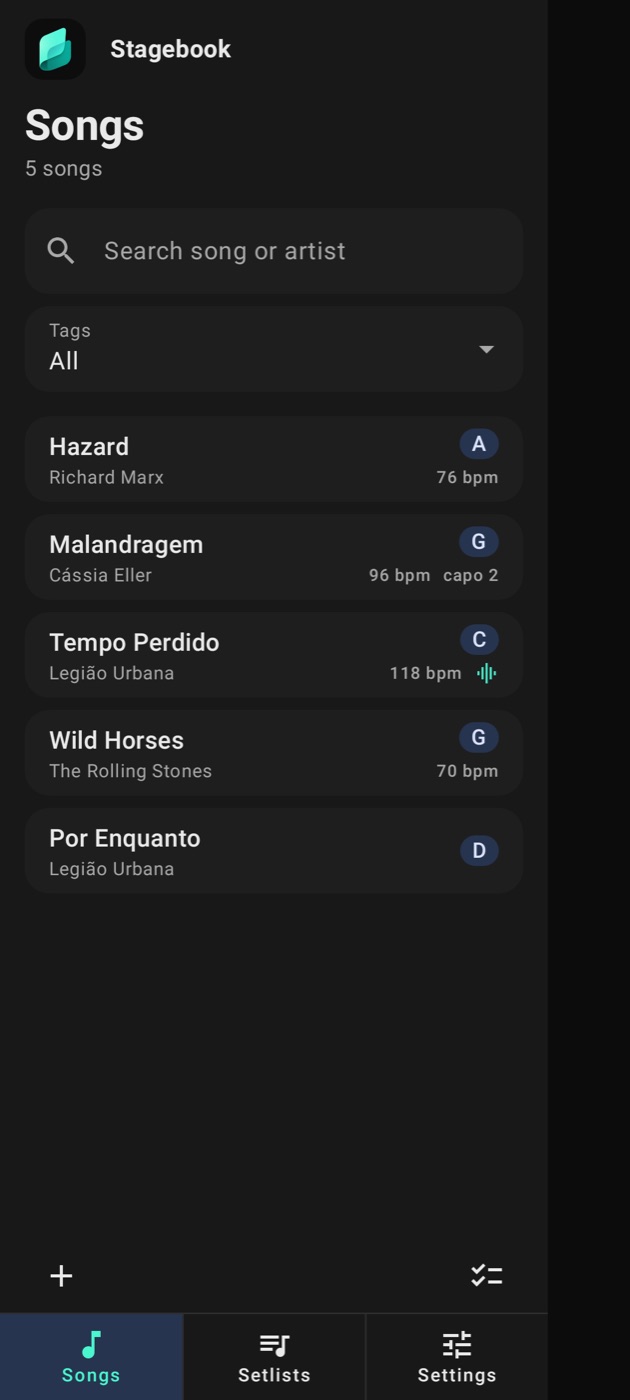 Stagebook
Songs
5 songs
Search song or artist
Tags
All
Hazard
A
Richard Marx
76 bpm
Malandragem
G
Cássia Eller
96 bpm capo 2
Tempo Perdido
C
Legião Urbana
118 bpm
Wild Horses
G
The Rolling Stones
70 bpm
Por Enquanto
D
Legião Urbana
Songs
Setlists
Settings